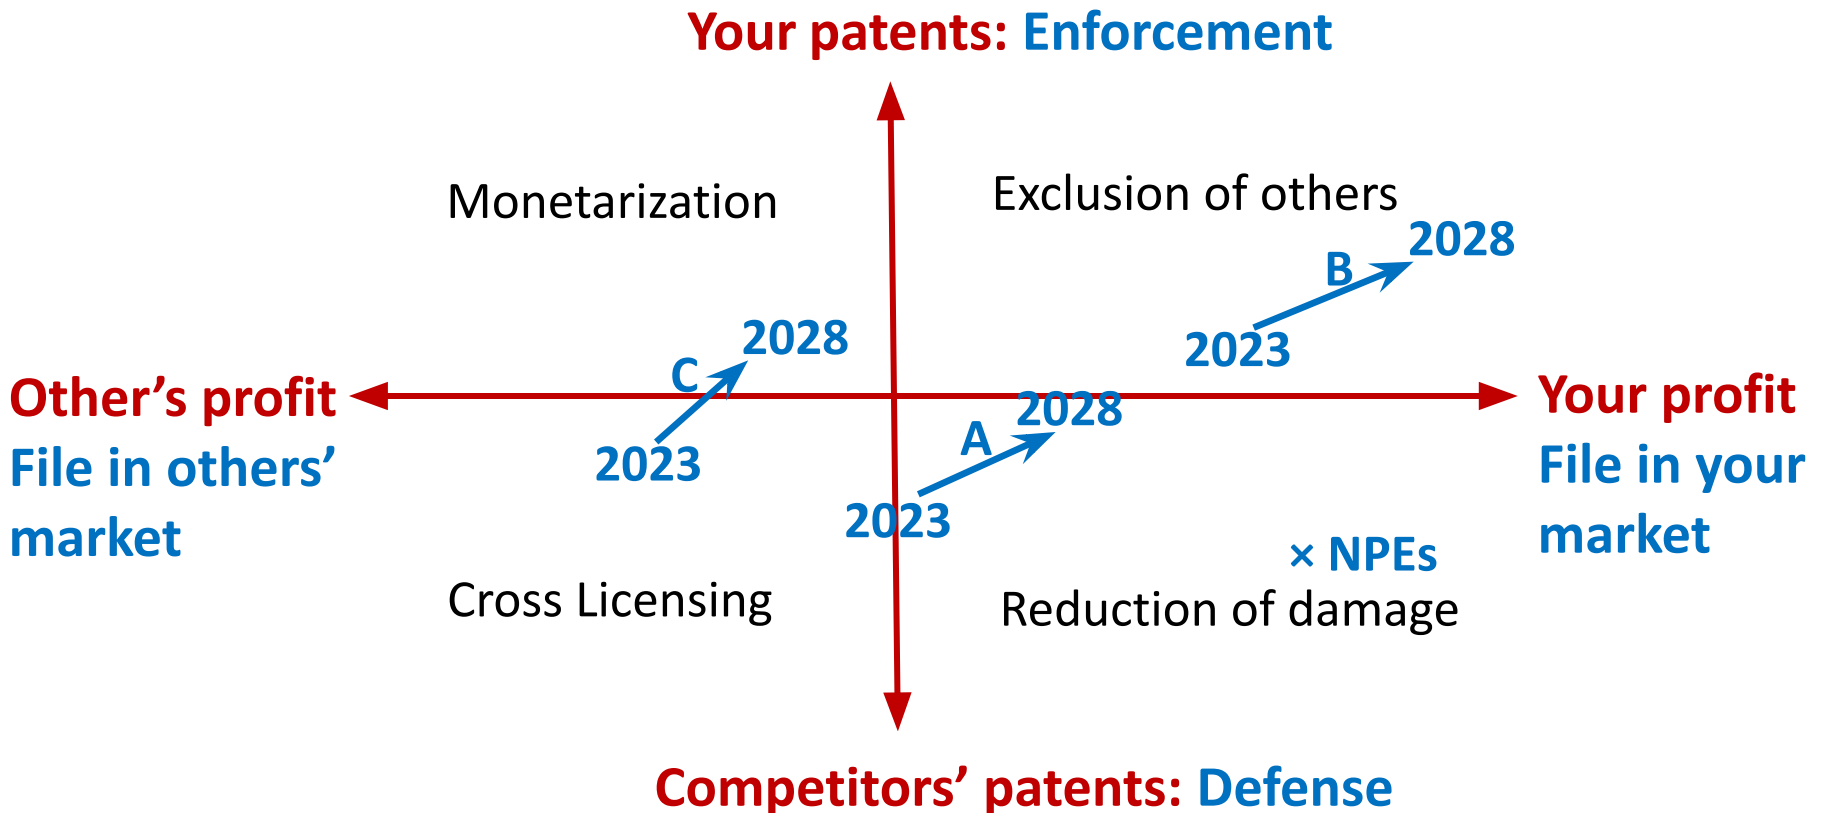 Your patents: Enforcement
Monetarization
Exclusion of others
2028
B
2023
2028
C
Other’s profit
File in others’
market
2023
2028
A
2023
Your profit
File in your
market
× NPEs
Cross Licensing
Reduction of damage
Competitors’ patents: Defense